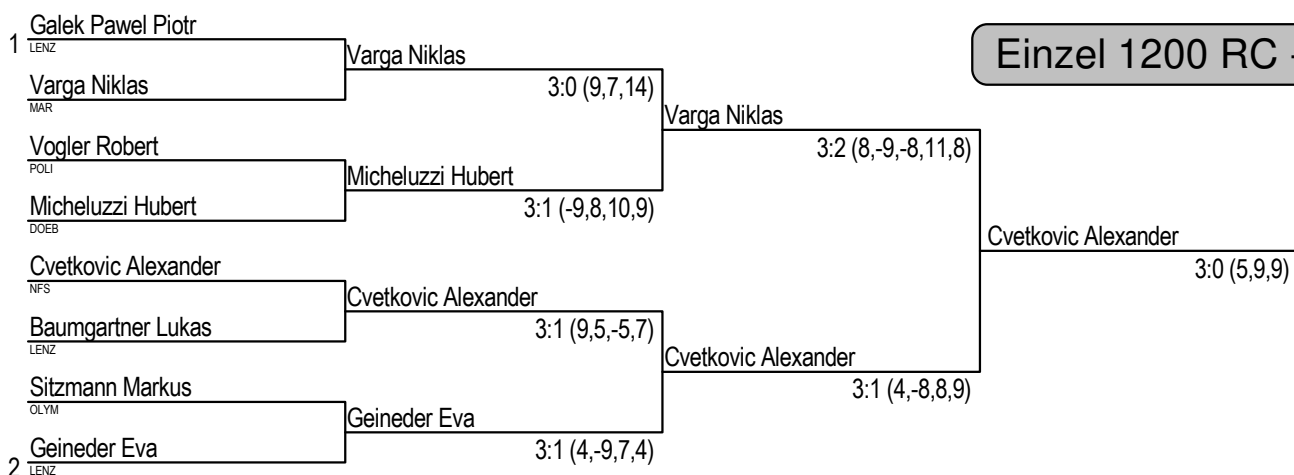 Galek Pawel Piotr
1 LENZ
Varga Niklas
Einzel 1200 RC -
Varga Niklas
3:0 (9,7,14)
MAR
Varga Niklas
Vogler Robert
3:2 (8,-9,-8,11,8)
POLI
Micheluzzi Hubert
Micheluzzi Hubert
3:1 (-9,8,10,9)
DOEB
Cvetkovic Alexander
Cvetkovic Alexander
3:0 (5,9,9)
NFS
Cvetkovic Alexander
Baumgartner Lukas
3:1 (9,5,-5,7)
LENZ
Cvetkovic Alexander
Sitzmann Markus
3:1 (4,-8,8,9)
OLYM
Geineder Eva
Geineder Eva
3:1 (4,-9,7,4)
2 LENZ